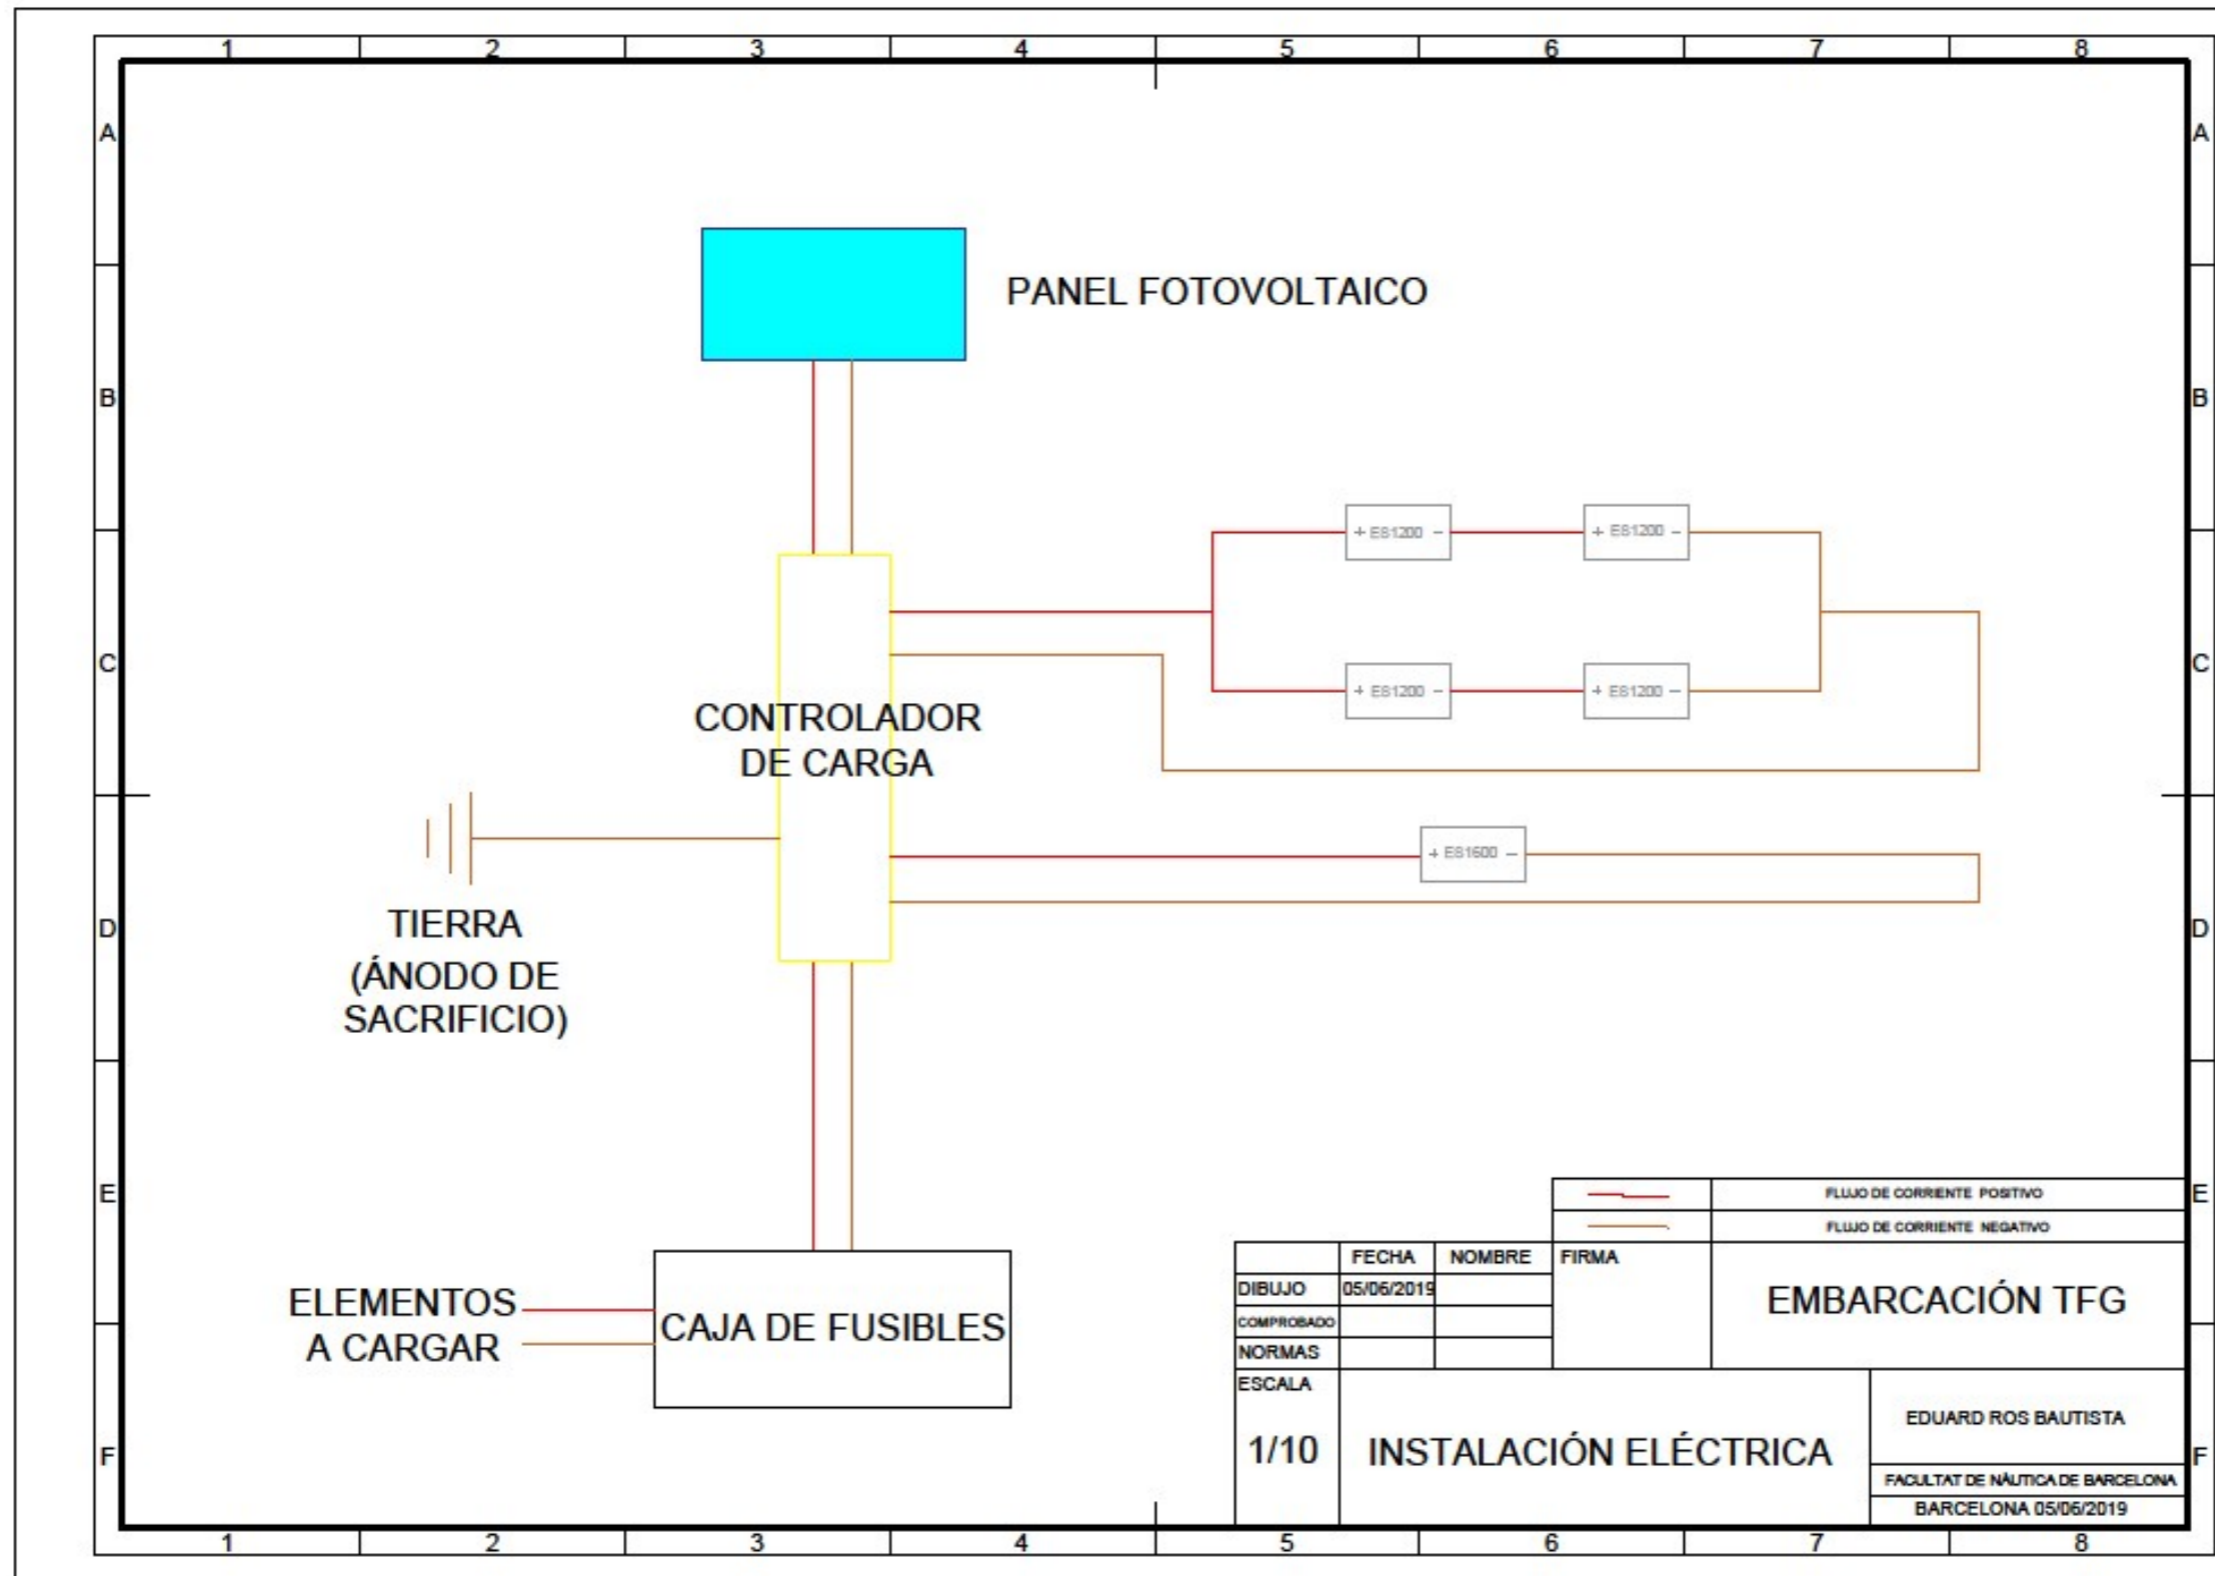 1 2 3 4 5 6 7 8
A A
PANEL FOTOVOLTAICO
B B
+ ES1200 - + ES1200 -
C C
+ ES1200 - + ES1200 -
CONTROLADOR
DE CARGA
+ ES1600 -
TIERRA
D D
(ÁNODO DE
SACRIFICIO)
E E
FLUJO DE CORRIENTE POSITIVO
FLUJO DE CORRIENTE NEGATIVO
FECHA NOMBRE FIRMA
DIBUJO 05/06/2019
COMPROBADO
NORMAS
EMBARCACIÓN TFG
ELEMENTOS
A CARGAR
CAJA DE FUSIBLES
ESCALA
1/10
INSTALACIÓN ELÉCTRICA
EDUARD ROS BAUTISTA
FACULTAT DE NÀUTICA DE BARCELONA
BARCELONA 05/06/2019
F F
1 2 3 4 5 6 7 8